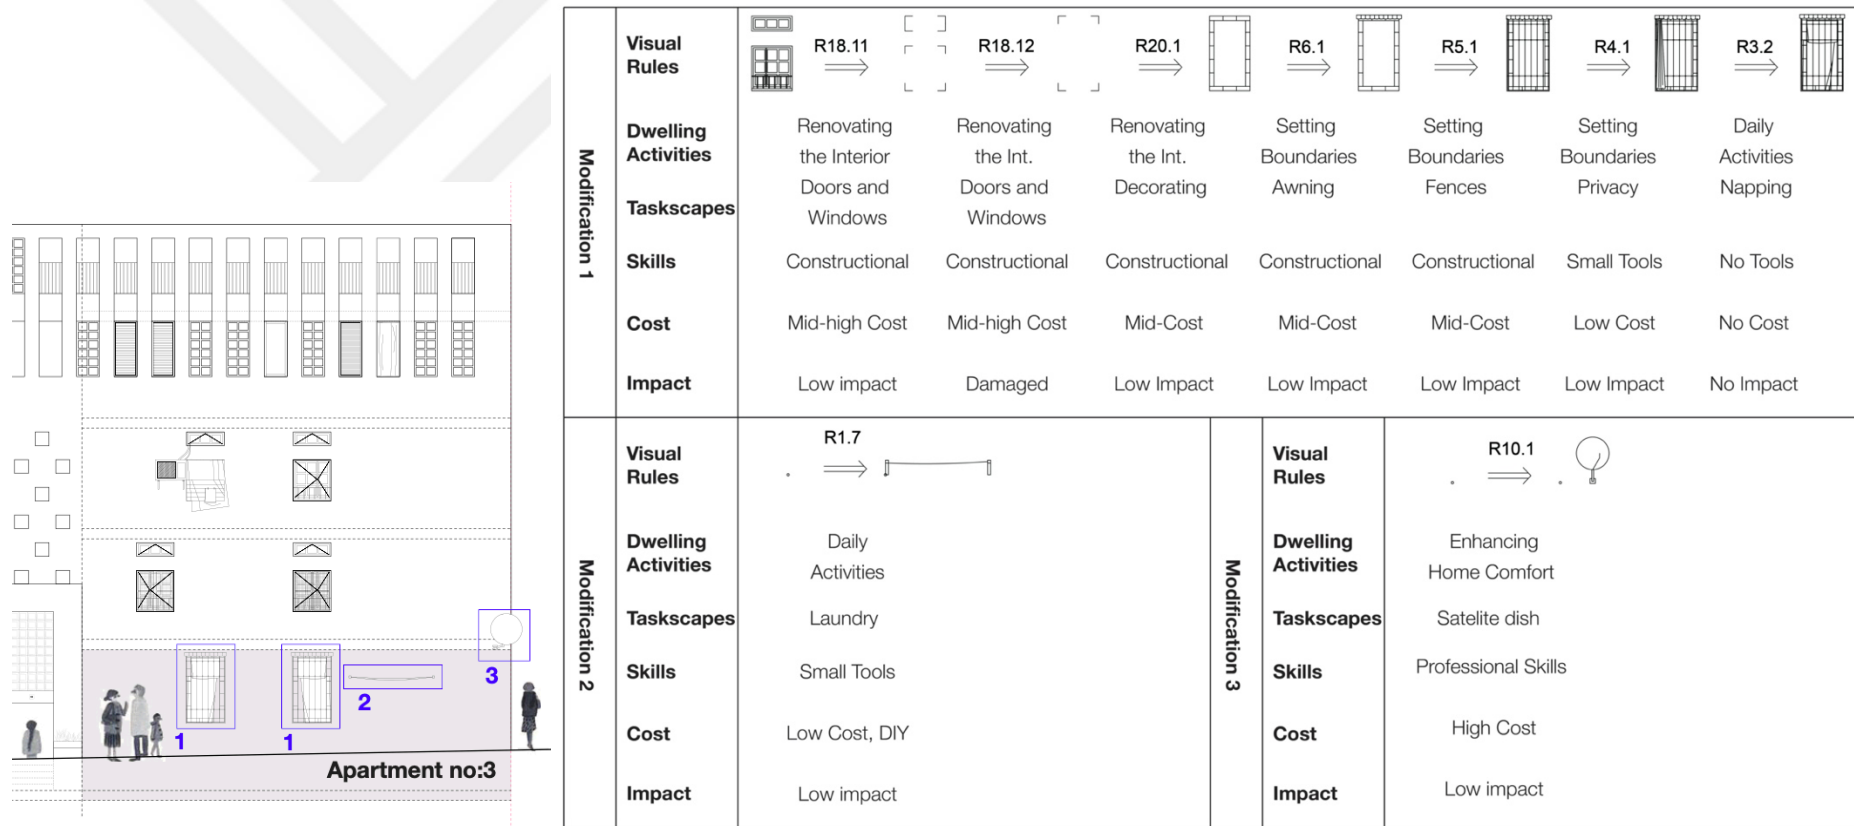 3
2
1
1
Apartment no:3
Modification 1
Visual
Rules
R18.11
R18.12
R20.1
R6.1
R5.1
R4.1
R3.2
Dwelling
Activities
Taskscapes
Renovating
the Interior
Doors and
Windows
Renovating
the Int.
Doors and
Windows
Renovating
the Int.
Decorating
Setting
Boundaries
Awning
Setting
Boundaries
Fences
Setting
Boundaries
Privacy
Daily
Activities
Napping
Skills
Constructional
Constructional
Constructional
Constructional
Constructional
Small Tools
No Tools
Cost
Mid-high Cost
Mid-high Cost
Mid-Cost
Mid-Cost
Mid-Cost
Low Cost
No Cost
Impact
Low impact
Damaged
Low Impact
Low Impact
Low Impact
Low Impact
No Impact
Modification 2
Visual
Rules
R1.7
Dwelling
Activities
Daily
Activities
Taskscapes
Laundry
Skills
Small Tools
Cost
Low Cost, DIY
Impact
Low impact
Modification 3
Visual
Rules
R10.1
Dwelling
Activities
Enhancing
Home Comfort
Taskscapes
Satelite dish
Skills
Professional Skills
Cost
High Cost
Impact
Low impact